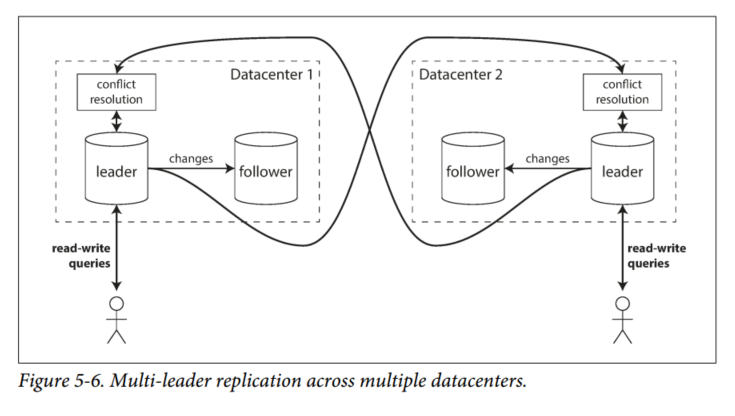 Datacenter 1
conflict
resolution
leader
changes
follower
read-write
queries
Datacenter 2
conflict
resolution
follower
changes
leader
read-write
queries
Figure 5-6. Multi-leader replication across multiple datacenters.